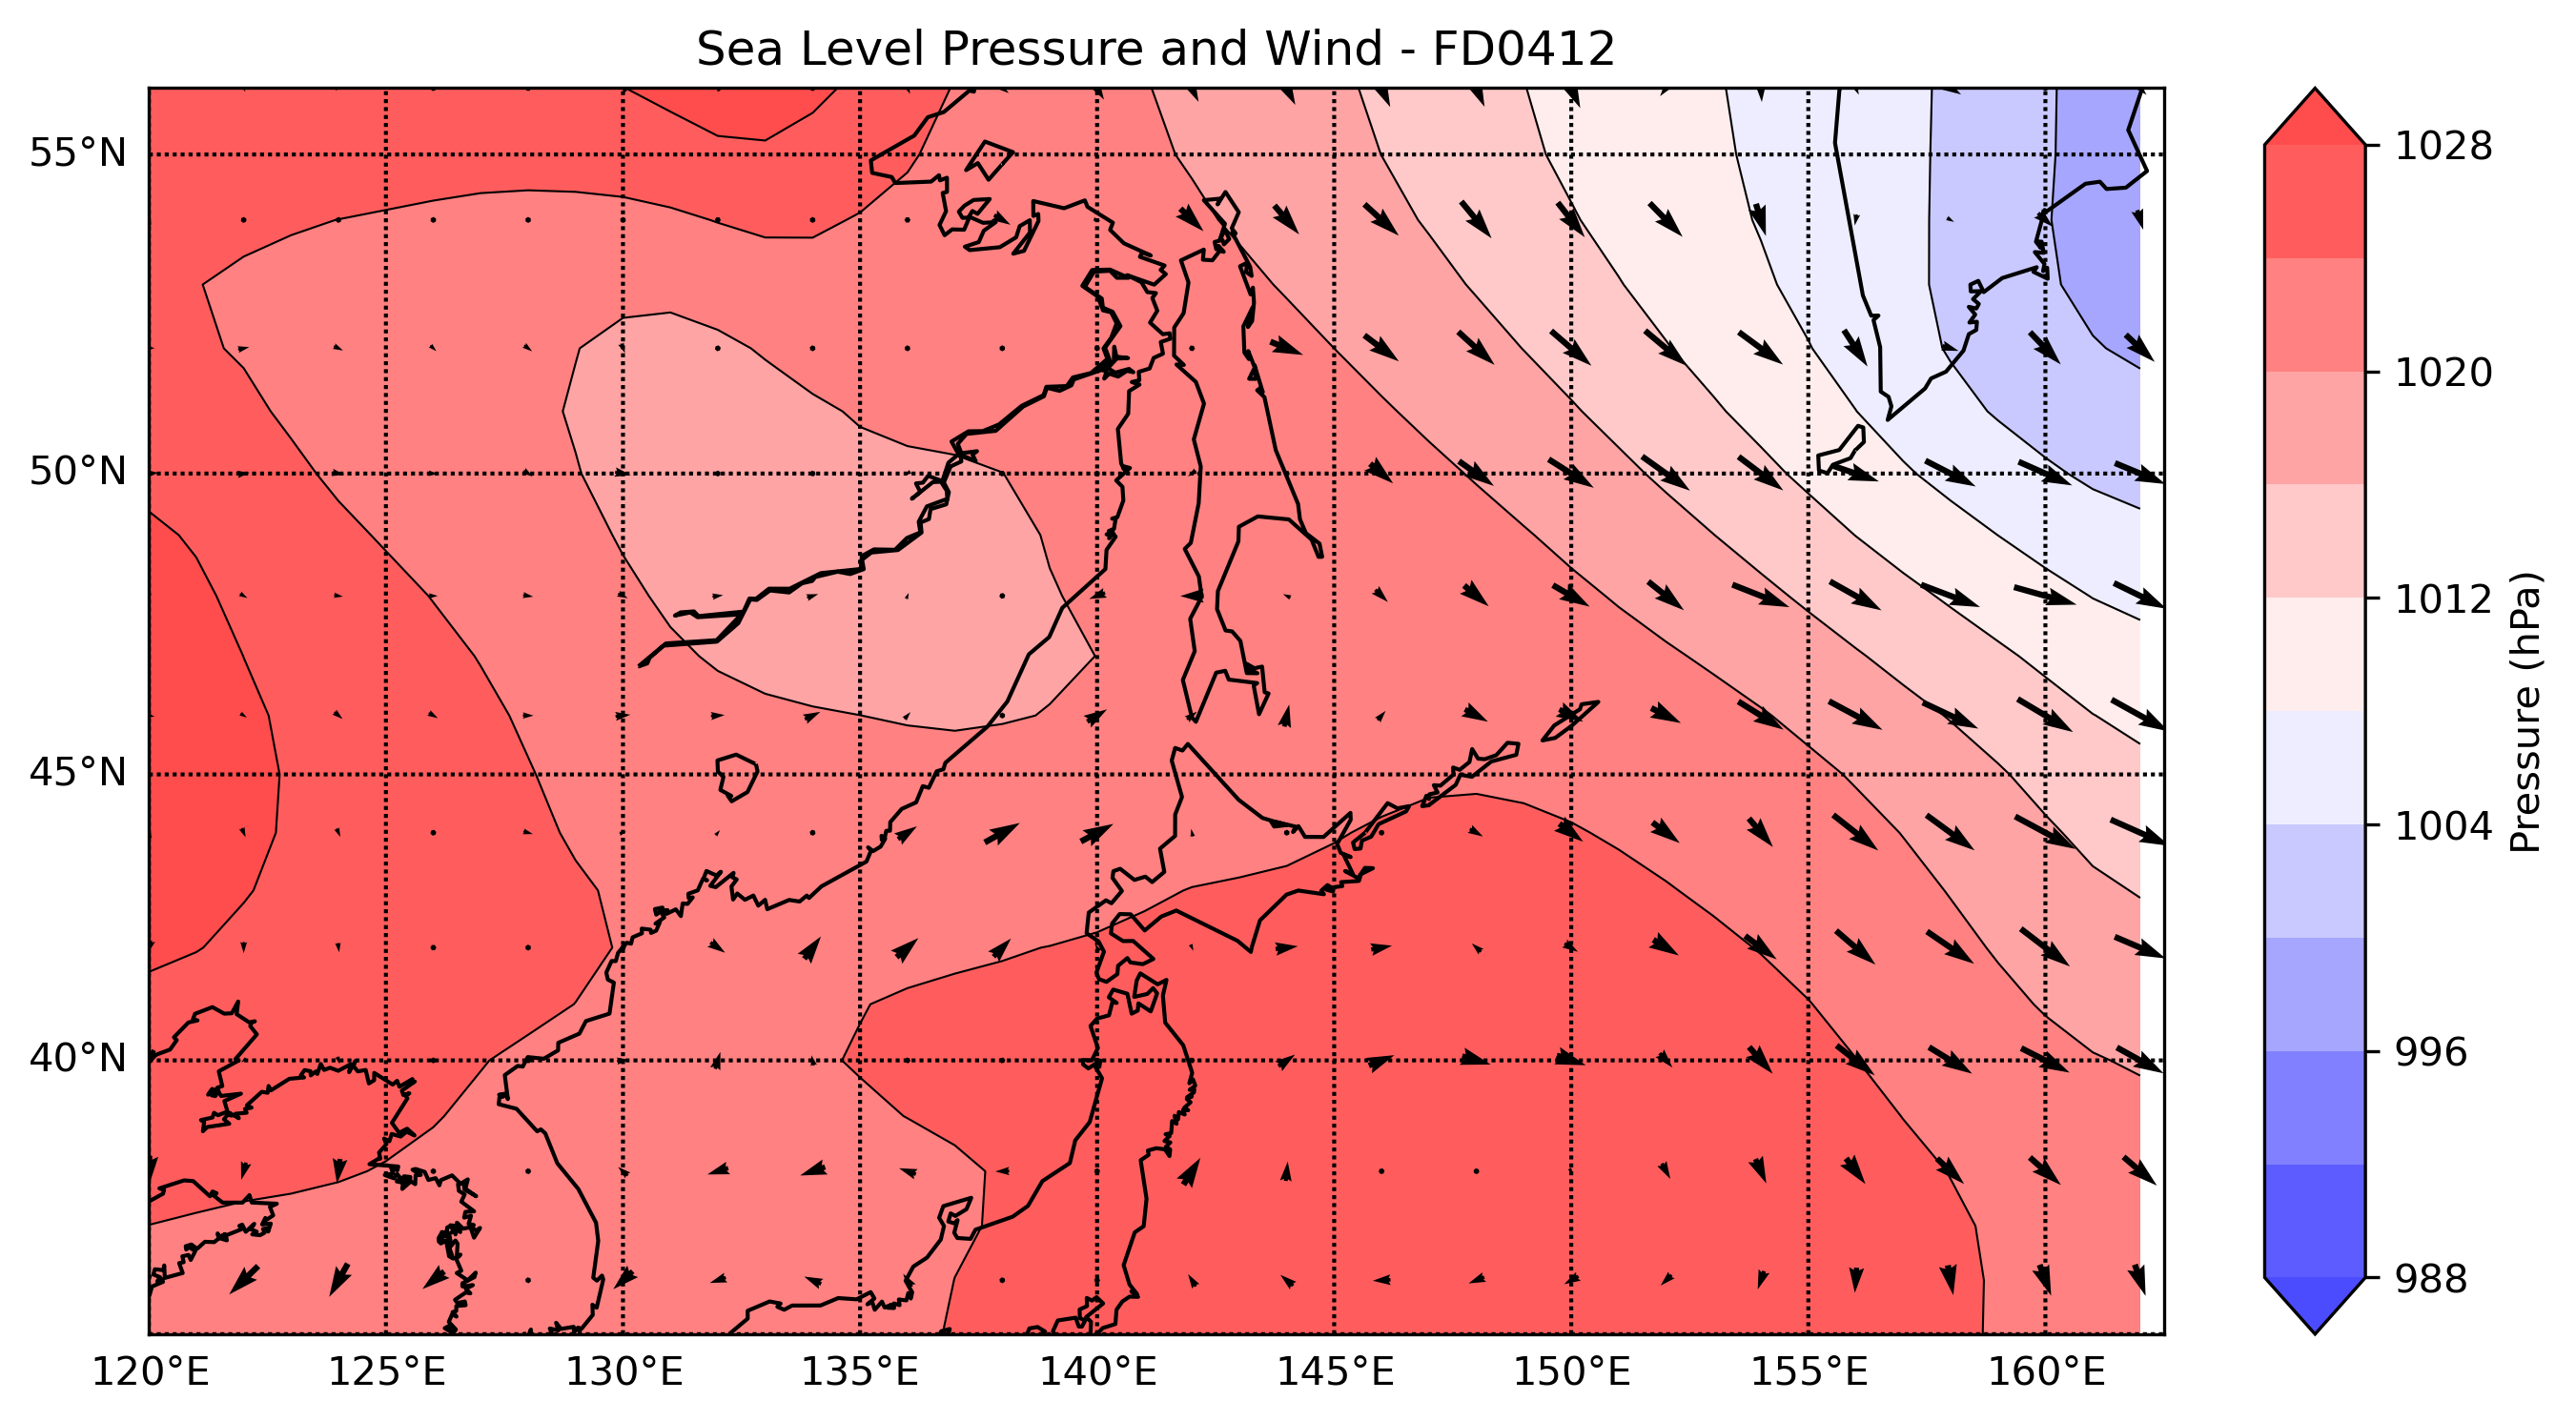 Sea Level Pressure and Wind - FD0412
55°N
50°N
45°N
40°N
120°E
125°E
130°E
135°E
140°E
145°E
150°E
155°E
160°E
1028
1020
1012
1004
996
988
Pressure (hPa)